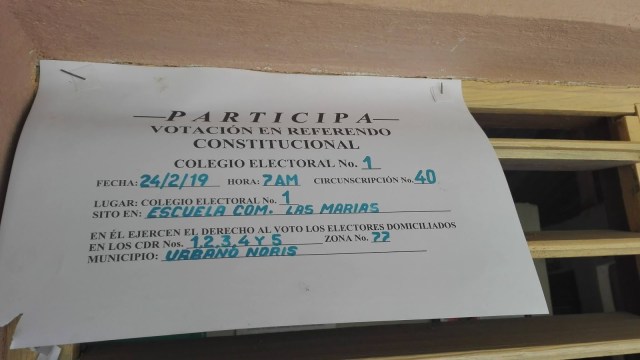 —PARTICIPA—
VOTACIÓN EN REFERENDO
CONSTITUCIONAL
COLEGIO ELECTORAL No. 1
FECHA: 24/2/19 HORA: 7AM CIRCUNSCRIPCIÓN No. 40
LUGAR: COLEGIO ELECTORAL No. 1
SITO EN: ESCUELA COM. LAS MARIAS
EN ÉL EJERCEN EL DERECHO AL VOTO LOS ELECTORES DOMICILIADOS
EN LOS CDR Nos. 1,2,3,4 Y 5 ZONA No. 72
MUNICIPIO: URBANO NORIS